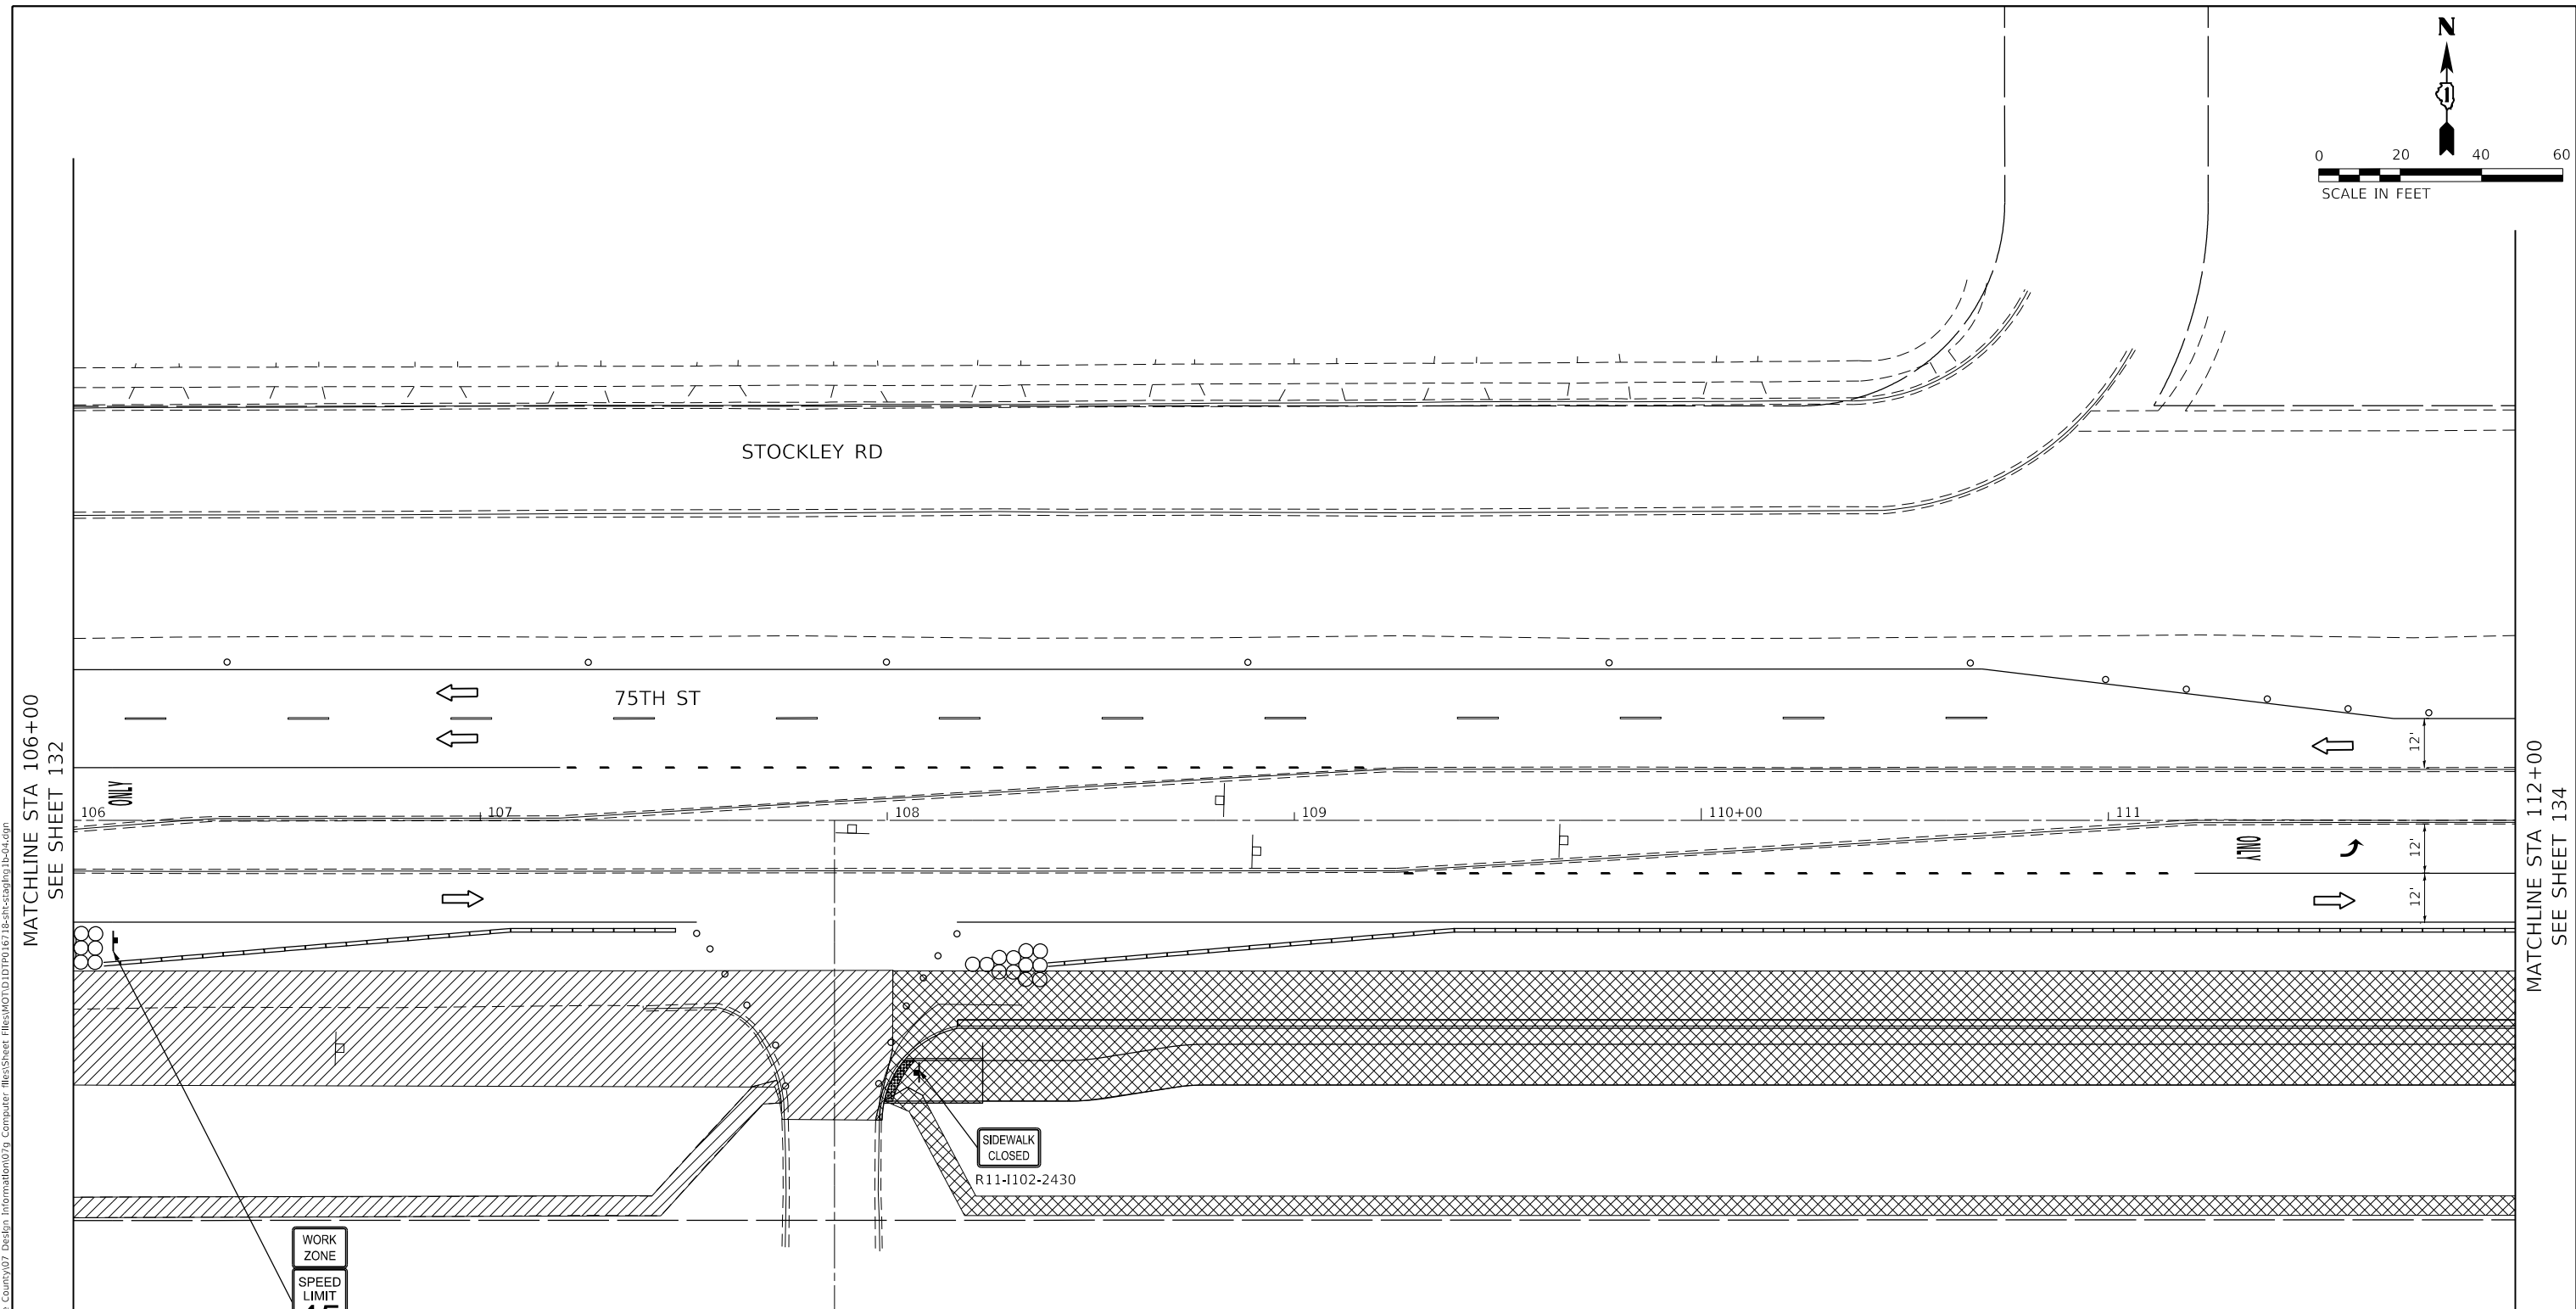 N
0 20 40 60
SCALE IN FEET
STOCKLEY RD
75TH ST
MATCHLINE STA 106+00
SEE SHEET 132
MATCHLINE STA 112+00
SEE SHEET 134
12'
ONLY
106
107
108
109
110+00
111
ONLY
12'
12'
SIDEWALK
CLOSED
R11-I102-2430
WORK
ZONE
SPEED
LIMIT